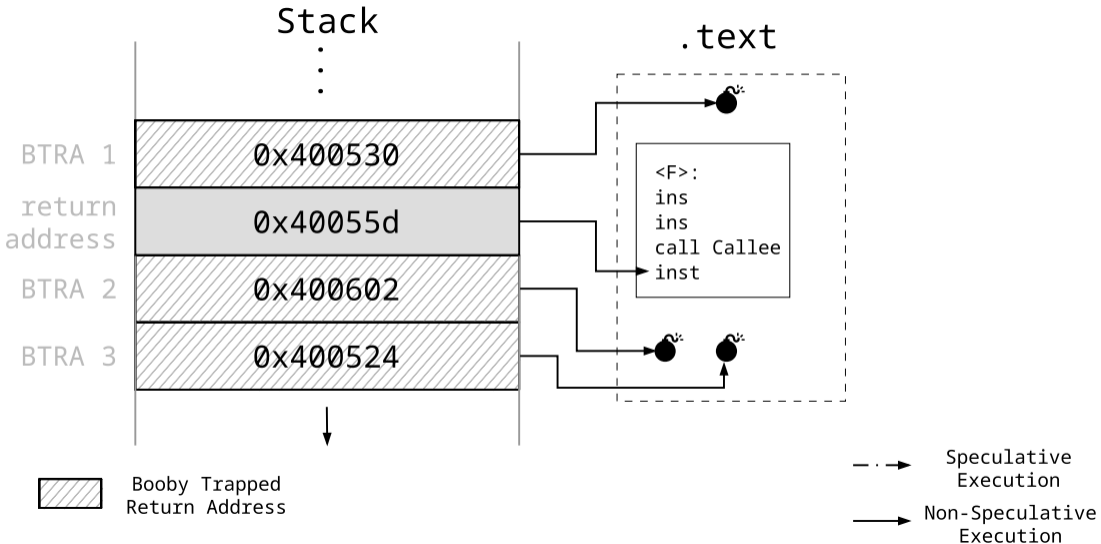 Stack
.text
BTRA 1
0x400530
return
address
0x40055d
BTRA 2
0x400602
BTRA 3
0x400524
<F>:
ins
ins
call Callee
inst
Booby Trapped
Return Address
Speculative
Execution
Non-Speculative
Execution